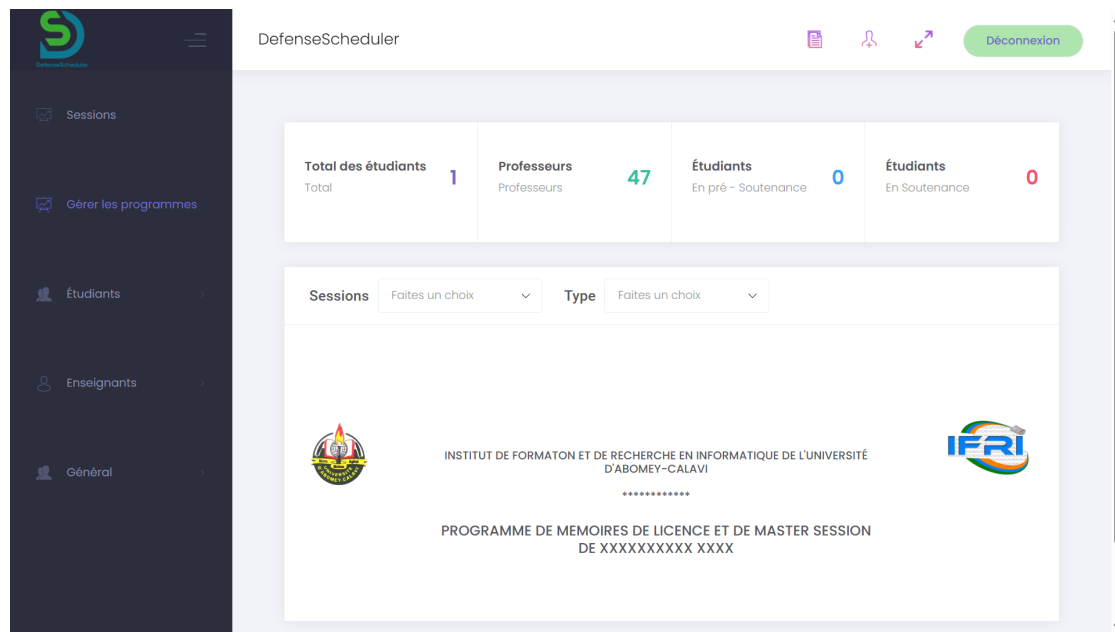 DefenseScheduler
DefenseScheduler
Déconnexion
Sessions
Gérer les programmes
Étudiants
Enseignants
Général
Total des étudiants
Total
1
Professeurs
Professeurs
47
Étudiants
En pré - Soutenance
0
Étudiants
En Soutenance
0
Sessions
Faites un choix
Type
Faites un choix
UNIVERSITÉ
D'ABOMEY-CALAVI
INSTITUT DE FORMATON ET DE RECHERCHE EN INFORMATIQUE DE L'UNIVERSITÉ
D'ABOMEY-CALAVI
************
IFRI
PROGRAMME DE MEMOIRES DE LICENCE ET DE MASTER SESSION
DE XXXXXXXXXX XXXX